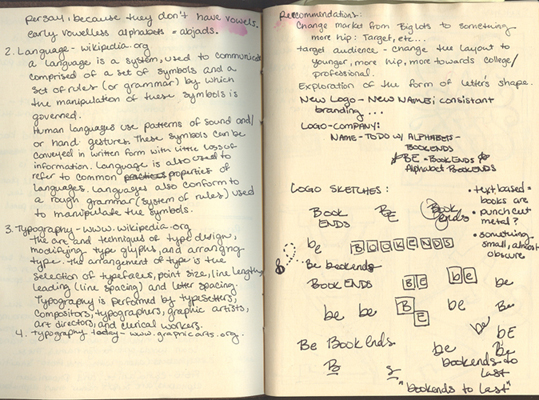 persay. because they don't have vowels.
early vowelless alphabets = abjads.
2. Language - wikipedia.org
a language is a system, used to communicate
comprised of a set of symbols and a
set of rules (or grammar) by which
the manipulation of these symbols is
governed.
Human languages use patterns of sound and/
or hand gestures. These symbols can be
conveyed in written form with little loss of
information. Language is also used to
refer to common properties of
languages. Languages also conform to
a rough grammar (system of rules) used
to manipulate the symbols.
3. Typography - www.wikipedia.org
The art and techniques of type design,
modifying type glyphs, and arranging
type. The arrangement of type is the
selection of typefaces, point size, line length,
leading (line spacing) and letter spacing.
Typography is performed by typesetters,
compositors, typographers, graphic artists,
art directors, and clerical workers.
4. Typography today - www.graphicarts.org.
Recommendations:
Change market from Big Lots to something
more hip: Target, etc...
target audience - change the layout to
younger, more hip, more towards college/
professional.
Exploration of the form of letter's shape.
New Logo - New Name; consistant
branding...
Logo-Company:
Name - To do w/ Alphabets -
Bookends
BE - Bookends
Alphabet Bookends
Logo Sketches:
• text based =
books are
• punch cut
metal?
• something
small, almost
obscure
Book
Ends
BE
Book
Ends
be
BOOKENDS
Be bookends
Book Ends
BE
be
be
be
be
B
E
be
Be
be
bE
Be Book Ends
be
Be
bookends to
last
B
"bookends to last"